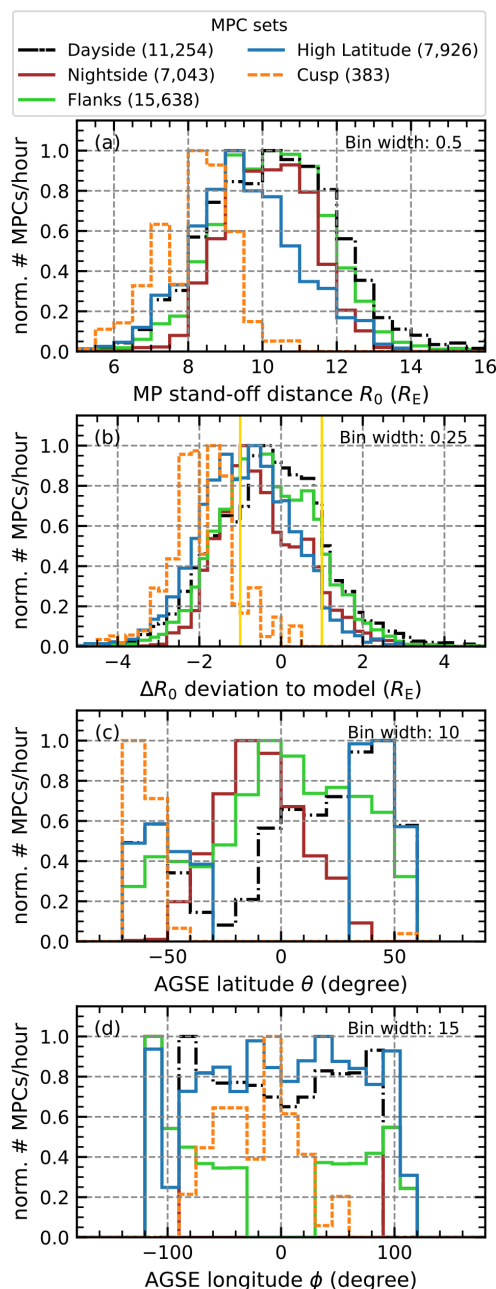 MPC sets
Dayside (11,254)
Nightside (7,043)
Flanks (15,638)
High Latitude (7,926)
Cusp (383)
(a)
Bin width: 0.5
norm. # MPCs/hour
1.0
0.8
0.6
0.4
0.2
0.0
6 8 10 12 14 16
MP stand-off distance R₀ (R_E)
(b)
Bin width: 0.25
norm. # MPCs/hour
1.0
0.8
0.6
0.4
0.2
0.0
−4 −2 0 2 4
ΔR₀ deviation to model (R_E)
(c)
Bin width: 10
norm. # MPCs/hour
1.0
0.8
0.6
0.4
0.2
0.0
−50 0 50
AGSE latitude θ (degree)
(d)
Bin width: 15
norm. # MPCs/hour
1.0
0.8
0.6
0.4
0.2
0.0
−100 0 100
AGSE longitude ϕ (degree)